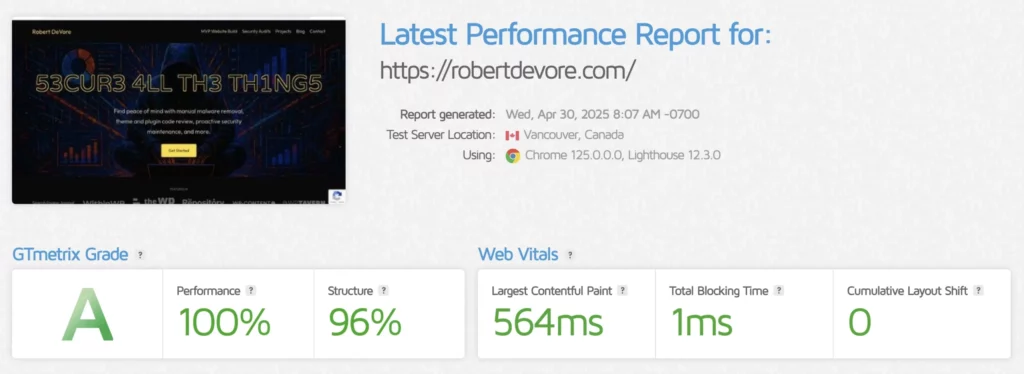 Robert DeVore
MVP Website Build Security Audits Projects Blog Contact
53CUR3 4LL TH3 TH1NG5
Find peace of mind with manual malware removal,
theme and plugin code review, proactive security
maintenance, and more.
Get Started
WithinWP the WP Repository
Latest Performance Report for:
https://robertdevore.com/
Report generated: Wed, Apr 30, 2025 8:07 AM -0700
Test Server Location: Vancouver, Canada
Using: Chrome 125.0.0.0, Lighthouse 12.3.0
GTmetrix Grade ?
A
Performance ?
100%
Structure ?
96%
Web Vitals ?
Largest Contentful Paint ?
564ms
Total Blocking Time ?
1ms
Cumulative Layout Shift ?
0